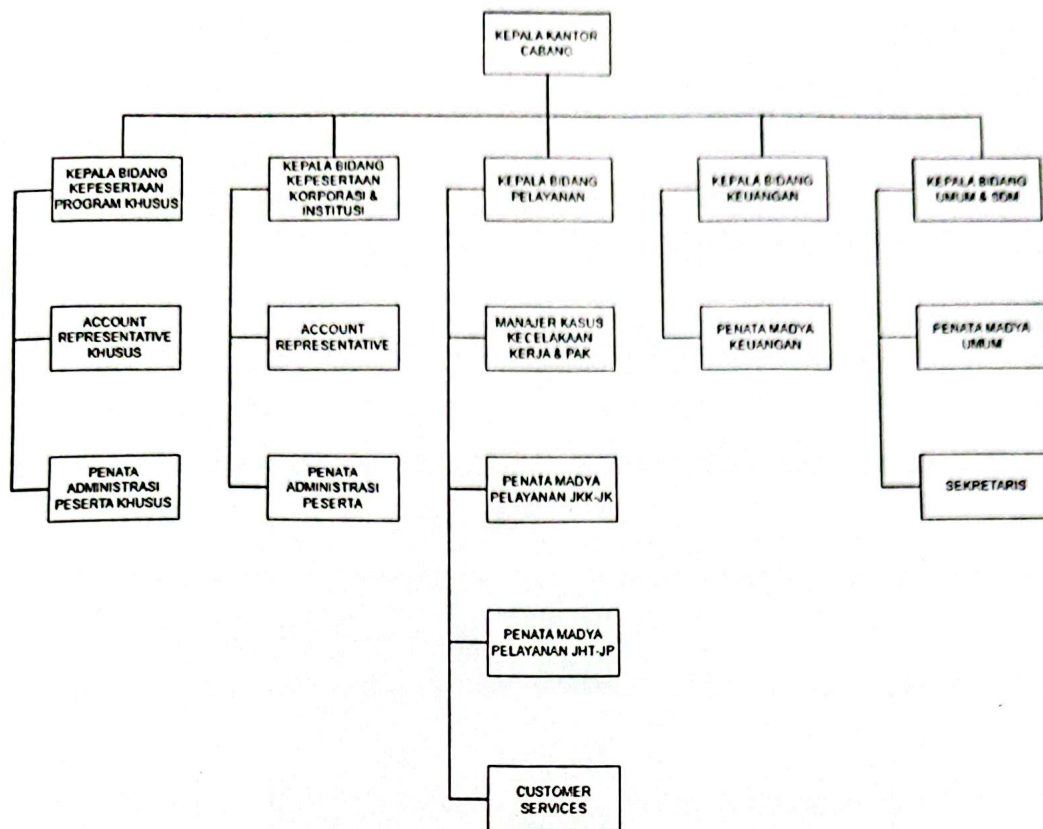 KEPALA KANTOR
CABANG
KEPALA BIDANG
KEPESERTAAN
PROGRAM KHUSUS
KEPALA BIDANG
KEPESERTAAN
KORPORASI &
INSTITUSI
KEPALA BIDANG
PELAYANAN
KEPALA BIDANG
KEUANGAN
KEPALA BIDANG
UMUM & SDM
ACCOUNT
REPRESENTATIVE
KHUSUS
ACCOUNT
REPRESENTATIVE
MANAJER KASUS
KECELAKAAN
KERJA & PAK
PENATA MADYA
KEUANGAN
PENATA MADYA
UMUM
PENATA
ADMINISTRASI
PESERTA KHUSUS
PENATA
ADMINISTRASI
PESERTA
PENATA MADYA
PELAYANAN JKK-JK
SEKRETARIS
PENATA MADYA
PELAYANAN JHT-JP
CUSTOMER
SERVICES